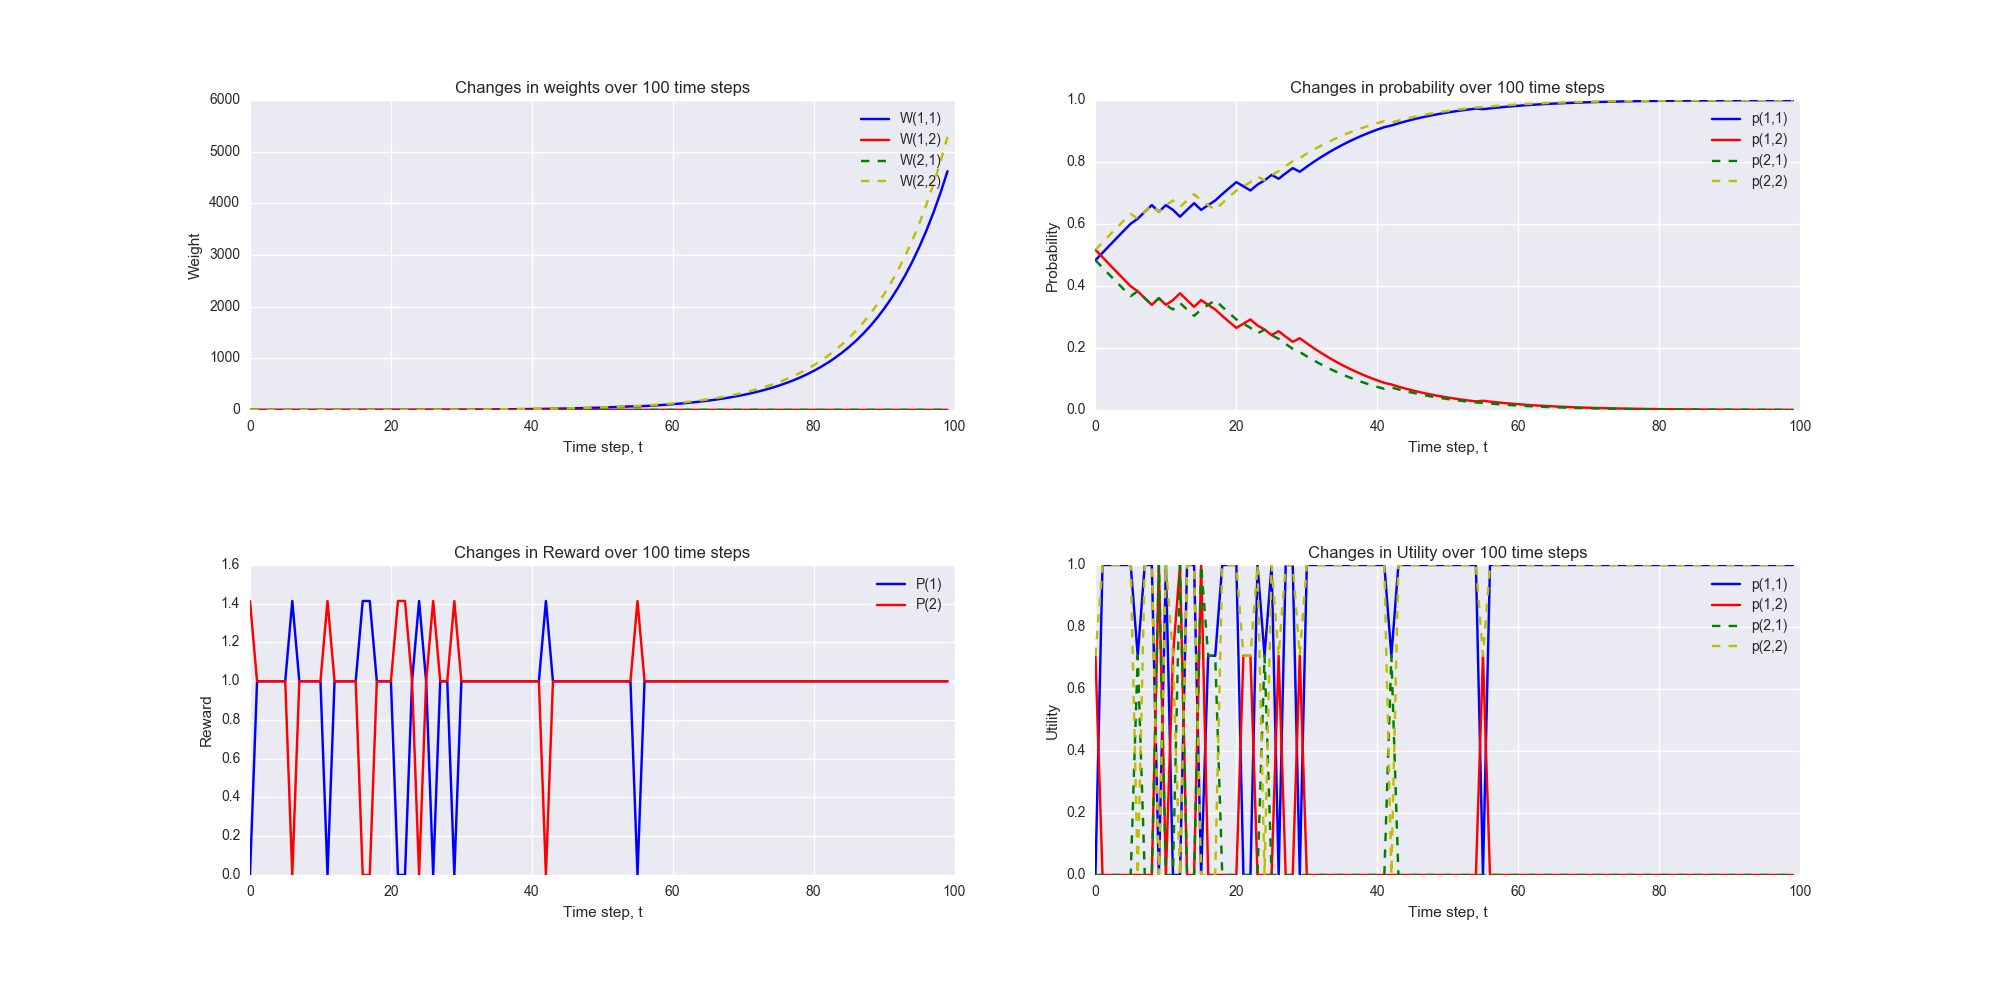 Changes in weights over 100 time steps
6000
5000
4000
3000
2000
1000
0
Weight
W(1,1)
W(1,2)
W(2,1)
W(2,2)
0 20 40 60 80 100
Time step, t
Changes in probability over 100 time steps
1.0
0.8
0.6
0.4
0.2
0.0
Probability
p(1,1)
p(1,2)
p(2,1)
p(2,2)
0 20 40 60 80 100
Time step, t
Changes in Reward over 100 time steps
1.6
1.4
1.2
1.0
0.8
0.6
0.4
0.2
0.0
Reward
P(1)
P(2)
0 20 40 60 80 100
Time step, t
Changes in Utility over 100 time steps
1.0
0.8
0.6
0.4
0.2
0.0
Utility
p(1,1)
p(1,2)
p(2,1)
p(2,2)
0 20 40 60 80 100
Time step, t